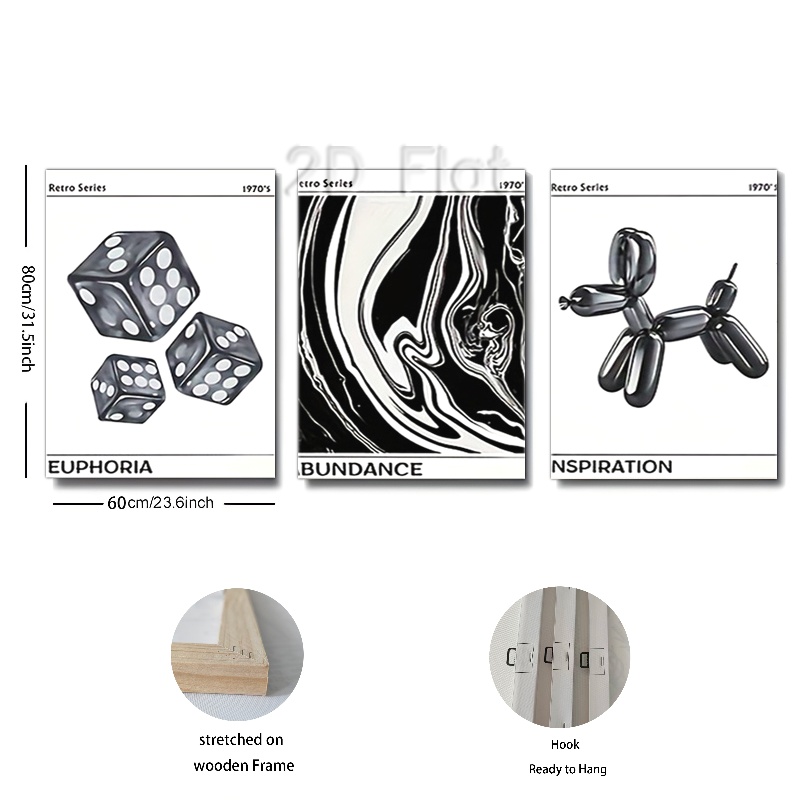 2D Flat
Retro Series 1970's
etro Series 1970'
Retro Series 1970's
80cm/31.5inch
EUPHORIA
BUNDANCE
NSPIRATION
60cm/23.6inch
stretched on
wooden Frame
Hook
Ready to Hang